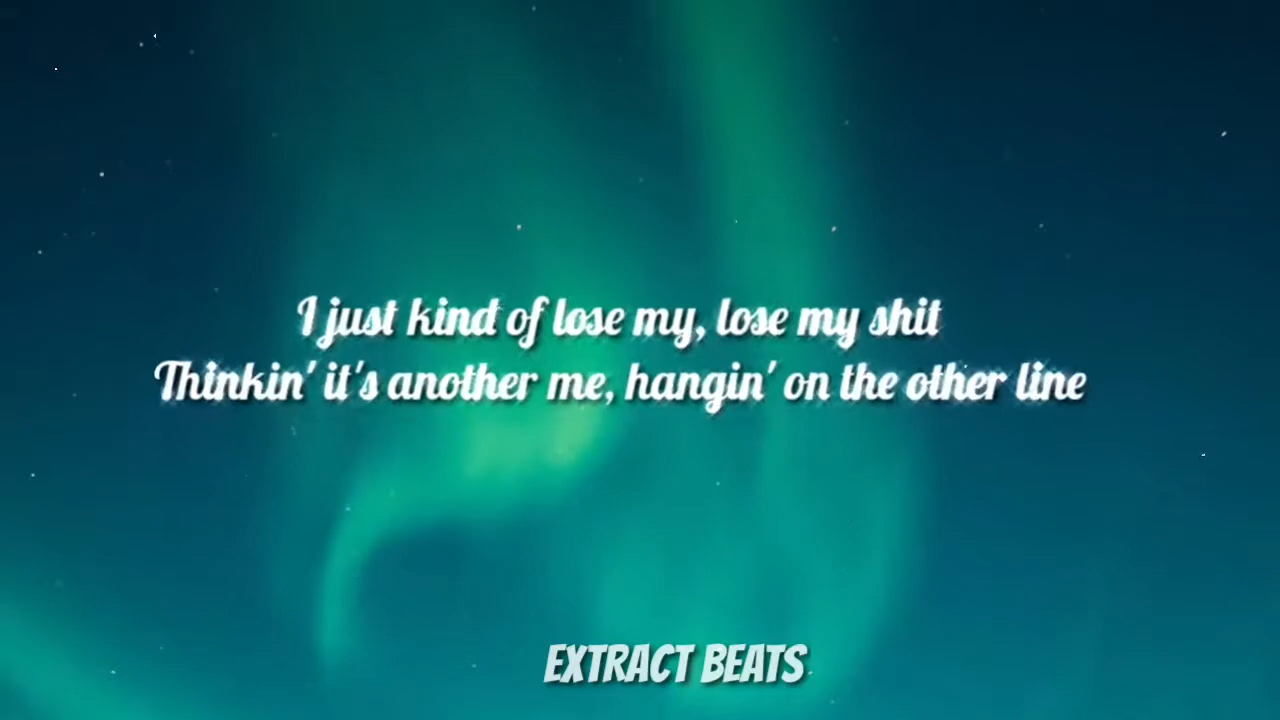 I just kind of lose my, lose my shit
Thinkin' it's another me, hangin' on the other line
EXTRACT BEATS